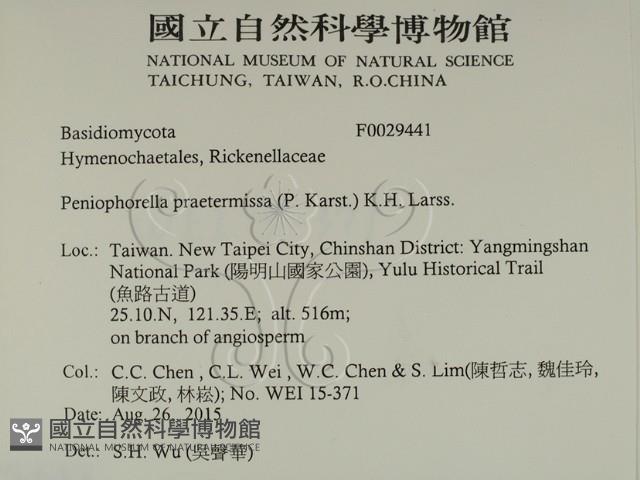 國立自然科學博物館
NATIONAL MUSEUM OF NATURAL SCIENCE
TAICHUNG, TAIWAN, R.O.CHINA
Basidiomycota F0029441
Hymenochaetales, Rickenellaceae
Peniophorella praetermissa (P. Karst.) K.H. Larss.
Loc.: Taiwan. New Taipei City, Chinshan District: Yangmingshan
National Park (陽明山國家公園), Yulu Historical Trail
(魚路古道)
25.10.N, 121.35.E; alt. 516m;
on branch of angiosperm
Col.: C.C. Chen , C.L. Wei , W.C. Chen & S. Lim(陳哲志, 魏佳玲,
陳文政, 林崧); No. WEI 15-371
Date: Aug. 26, 2015
國立自然科學博物館
NATIONAL MUSEUM OF NATURAL SCIENCE
Det.: S.H. Wu (吳聲華)